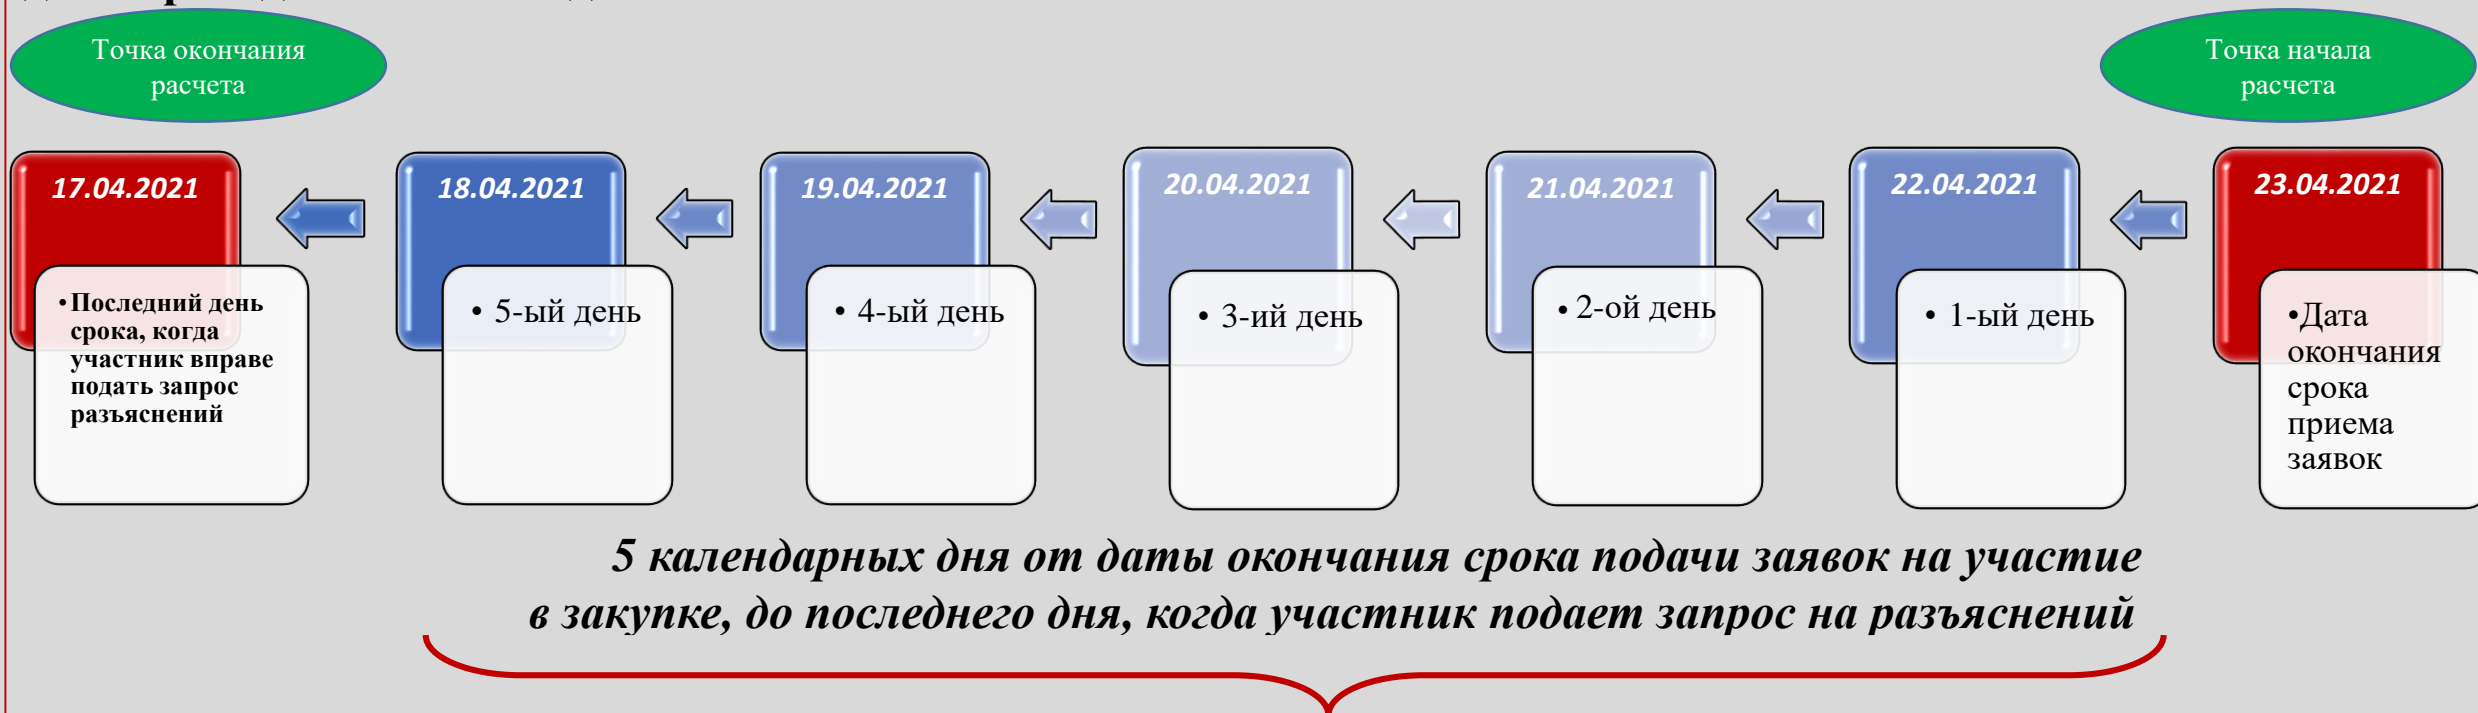 Точка окончания
расчета
Точка начала
расчета
17.04.2021
18.04.2021
19.04.2021
20.04.2021
21.04.2021
22.04.2021
23.04.2021
•Последний день
срока, когда
участник вправе
подать запрос
разъяснений
• 5-ый день
• 4-ый день
• 3-ий день
• 2-ой день
• 1-ый день
•Дата
окончания
срока
приема
заявок
5 календарных дня от даты окончания срока подачи заявок на участие
в закупке, до последнего дня, когда участник подает запрос на разъяснений